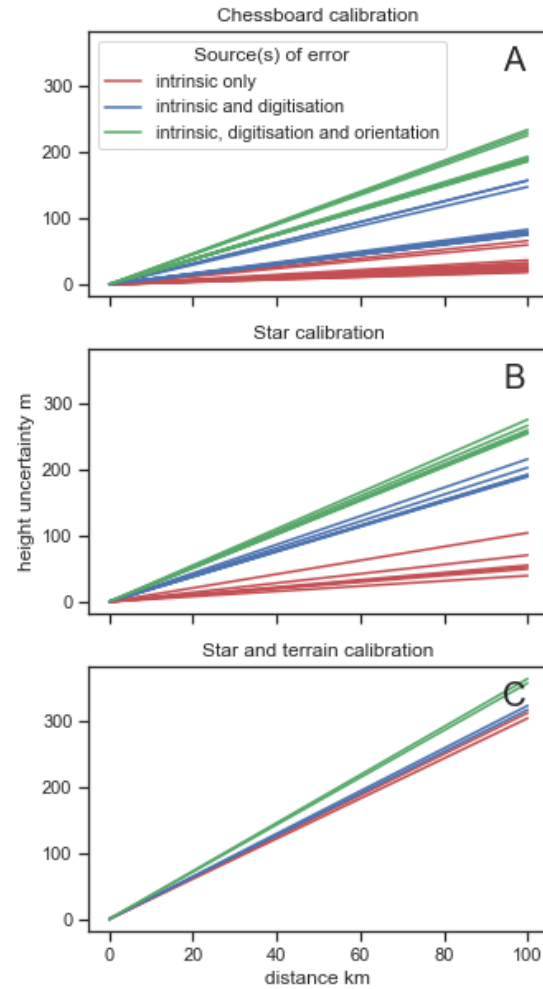 Chessboard calibration
A
Source(s) of error
intrinsic only
intrinsic and digitisation
intrinsic, digitisation and orientation
300
200
100
0
Star calibration
B
300
200
100
0
height uncertainty m
Star and terrain calibration
C
300
200
100
0
0 20 40 60 80 100
distance km